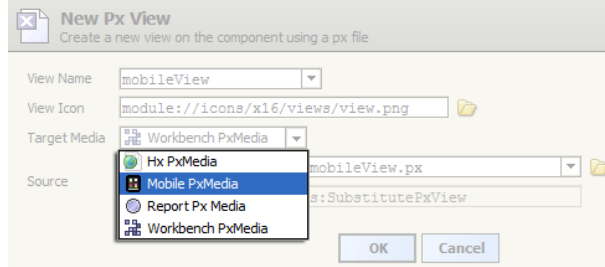 New Px View
Create a new view on the component using a px file
View Name mobileView
View Icon module://icons/x16/views/view.png
Target Media Workbench PxMedia
Hx PxMedia
Mobile PxMedia
Report Px Media
Workbench PxMedia
Source mobileView.px
s:SubstitutePxView
OK Cancel